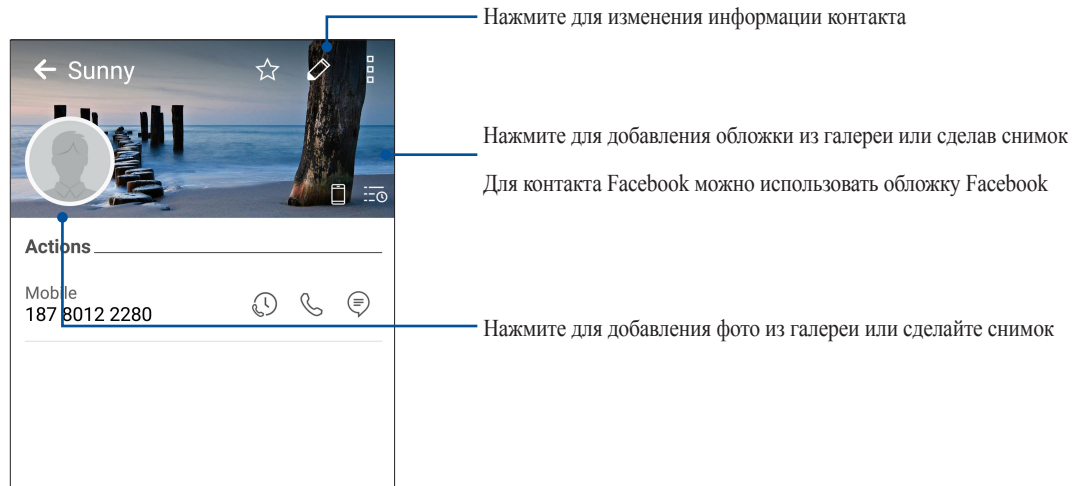 Нажмите для изменения информации контакта
Sunny
Нажмите для добавления обложки из галереи или сделав снимок
Для контакта Facebook можно использовать обложку Facebook
Actions
Mobile
187 8012 2280
Нажмите для добавления фото из галереи или сделайте снимок